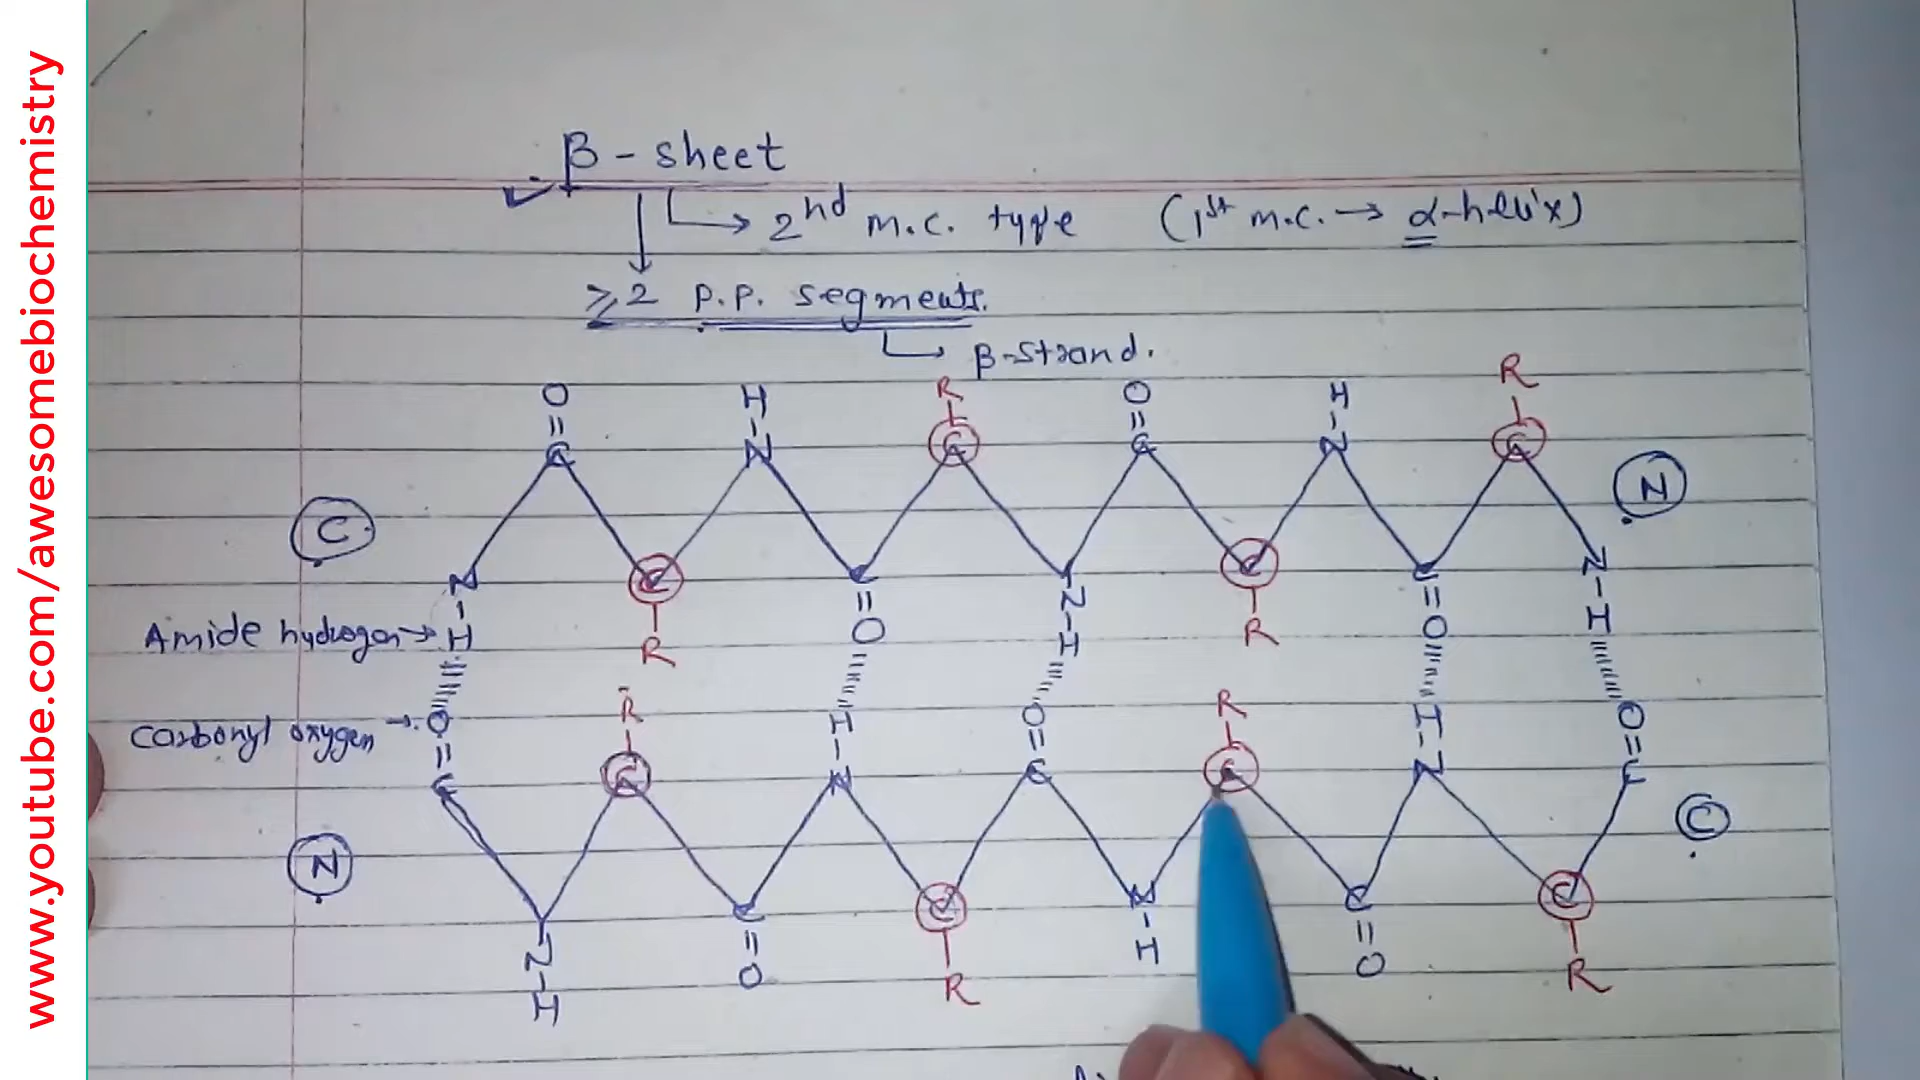 www.youtube.com/awesomebiochemistry
β-sheet
2nd m.c. type (1st m.c. → α-helix)
≥2 p.p. segments.
β-strand.
O H R O H R
C N C C N C
C N
N C C N C C N
Amide hydrogen → H R O H R O H
Carbonyl oxygen → O R H O R H O
C C N C C N C
N C
C C N C C
N O R H O R
H